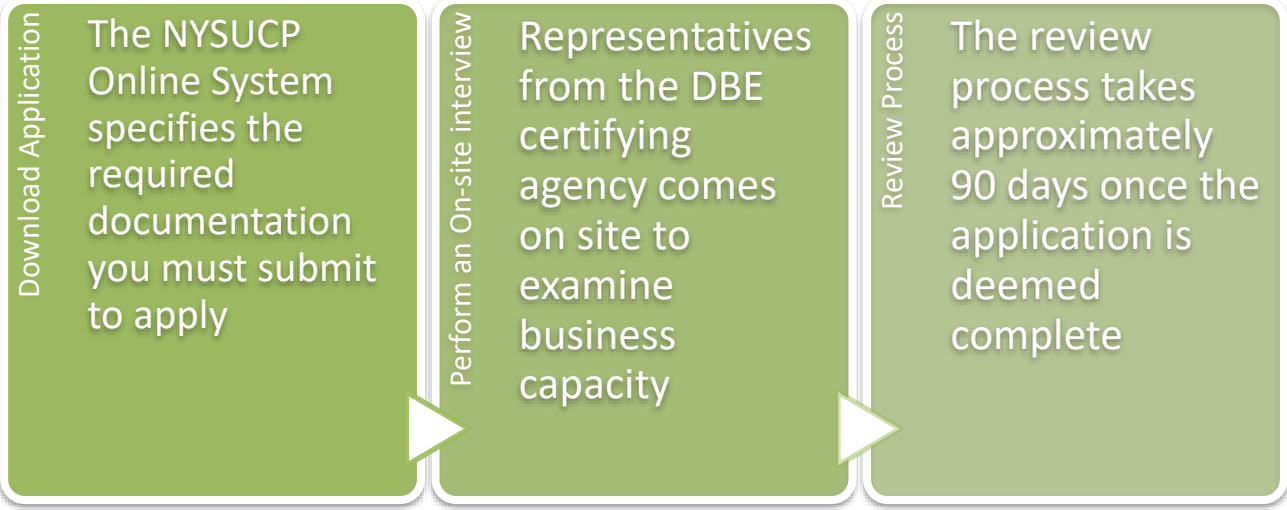 Download Application
The NYSUCP
Online System
specifies the
required
documentation
you must submit
to apply
Perform an On-site interview
Representatives
from the DBE
certifying
agency comes
on site to
examine
business
capacity
Review Process
The review
process takes
approximately
90 days once the
application is
deemed
complete